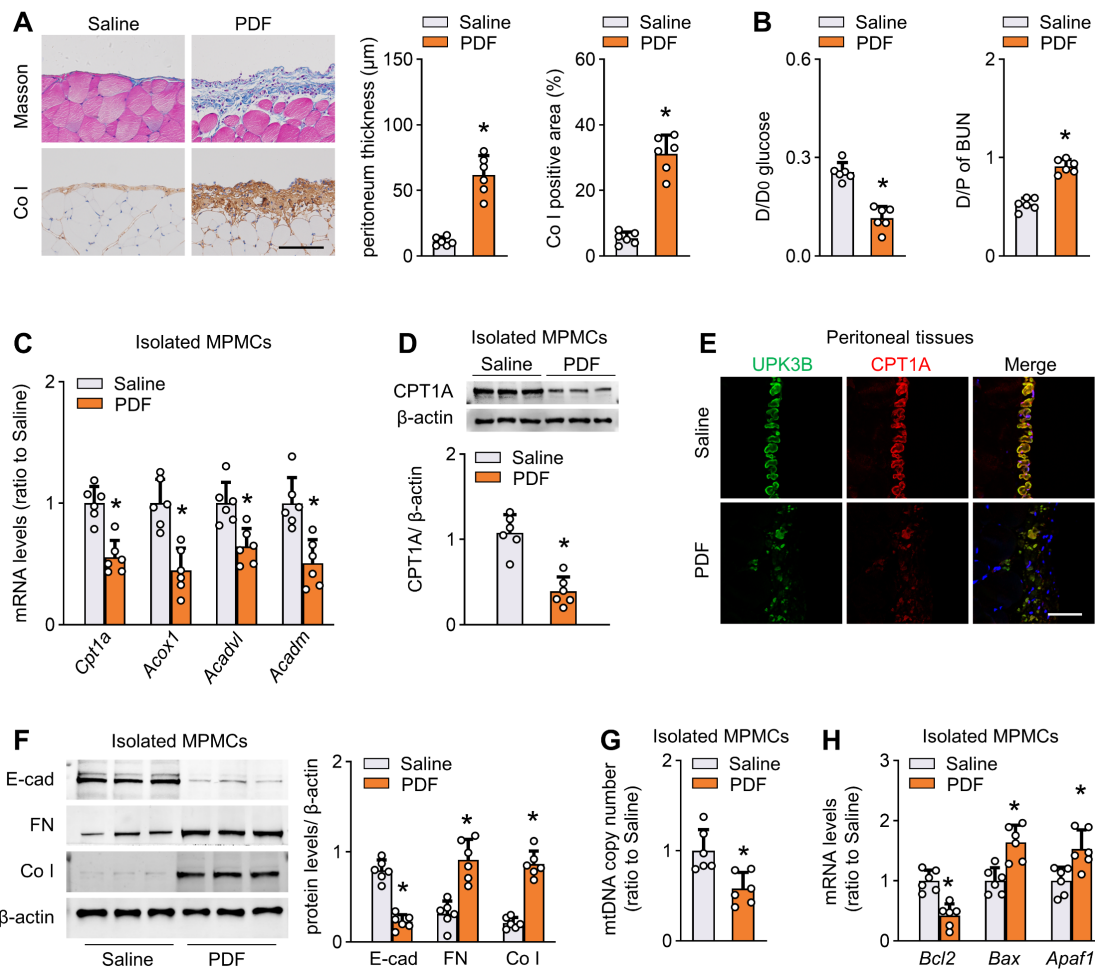 A
Saline
PDF
Masson
Co I
Saline
PDF
peritoneum thickness (μm)
150
100
50
0
*
Saline
PDF
Co I positive area (%)
60
40
20
0
*
B
Saline
PDF
D/D0 glucose
0.6
0.3
0.0
*
Saline
PDF
D/P of BUN
2
1
0
*
C
Isolated MPMCs
Saline
PDF
mRNA levels (ratio to Saline)
2
1
0
* * * *
Cpt1a Acox1 Acadvl Acadm
D
Isolated MPMCs
Saline PDF
CPT1A
β-actin
Saline
PDF
CPT1A/ β-actin
2
1
0
*
E
Peritoneal tissues
UPK3B CPT1A Merge
Saline
PDF
F
Isolated MPMCs
E-cad
FN
Co I
β-actin
Saline PDF
Saline
PDF
protein levels/ β-actin
2
1
0
* * *
E-cad FN Co I
G
Isolated MPMCs
Saline
PDF
mtDNA copy number
(ratio to Saline)
2
1
0
*
H
Isolated MPMCs
Saline
PDF
mRNA levels
(ratio to Saline)
3
2
1
0
* * *
Bcl2 Bax Apaf1